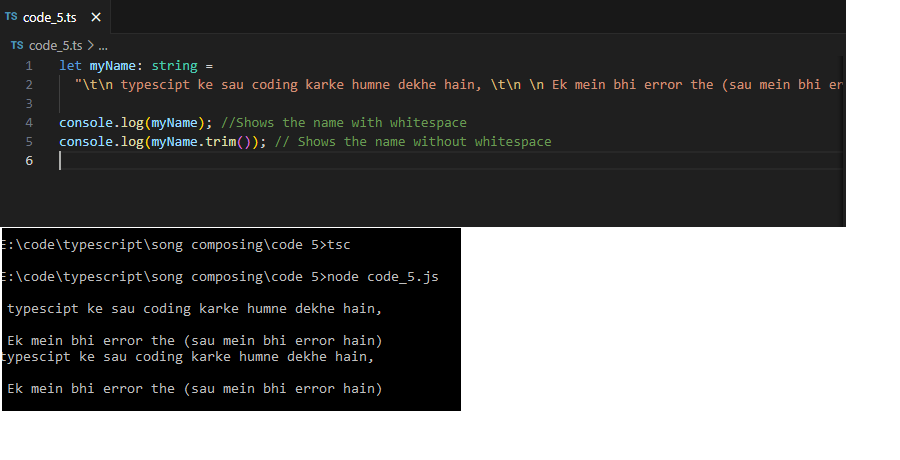 TS code_5.ts ×
TS code_5.ts > ...
1 let myName: string =
2 "\t\n typescipt ke sau coding karke humne dekhe hain, \t\n \n Ek mein bhi error the (sau mein bhi er
3
4 console.log(myName); //Shows the name with whitespace
5 console.log(myName.trim()); // Shows the name without whitespace
6
E:\code\typescript\song composing\code 5>tsc
E:\code\typescript\song composing\code 5>node code_5.js
typescipt ke sau coding karke humne dekhe hain,
Ek mein bhi error the (sau mein bhi error hain)
typescipt ke sau coding karke humne dekhe hain,
Ek mein bhi error the (sau mein bhi error hain)